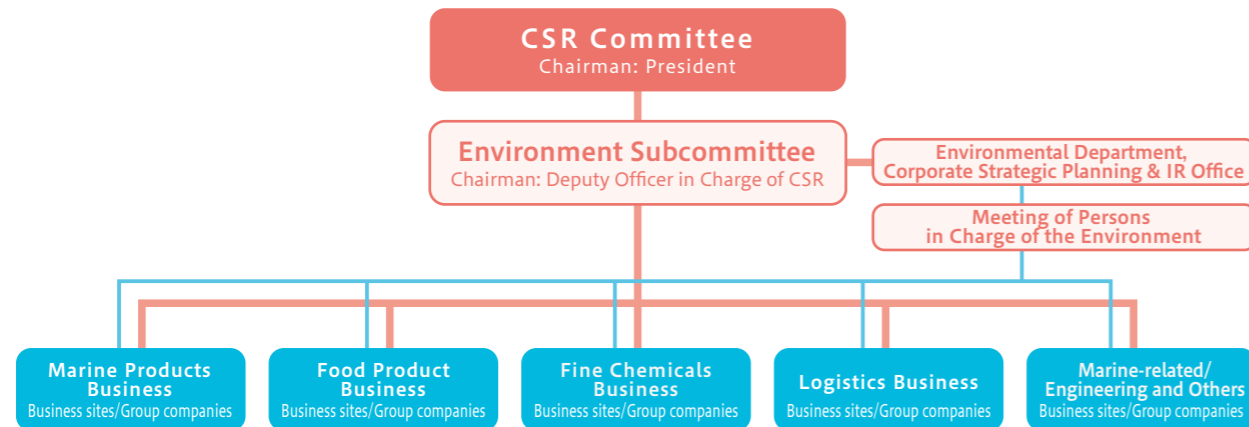 CSR Committee
Chairman: President
Environment Subcommittee
Chairman: Deputy Officer in Charge of CSR
Environmental Department,
Corporate Strategic Planning & IR Office
Meeting of Persons
in Charge of the Environment
Marine Products
Business
Business sites/Group companies
Food Product
Business
Business sites/Group companies
Fine Chemicals
Business
Business sites/Group companies
Logistics Business
Business sites/Group companies
Marine-related/
Engineering and Others
Business sites/Group companies